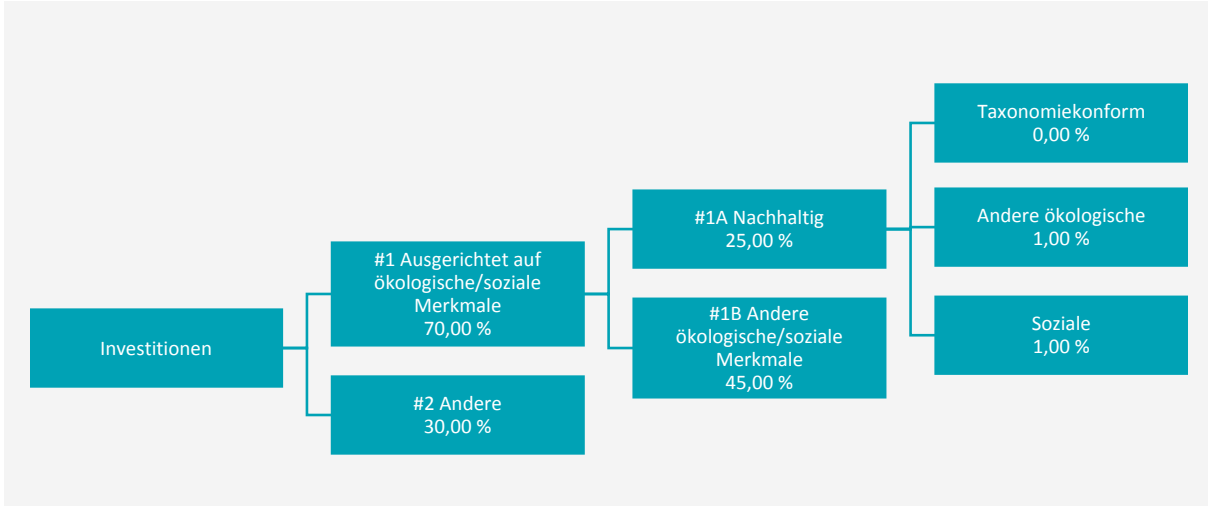 Investitionen
#1 Ausgerichtet auf
ökologische/soziale
Merkmale
70,00 %
#2 Andere
30,00 %
#1A Nachhaltig
25,00 %
#1B Andere
ökologische/soziale
Merkmale
45,00 %
Taxonomiekonform
0,00 %
Andere ökologische
1,00 %
Soziale
1,00 %